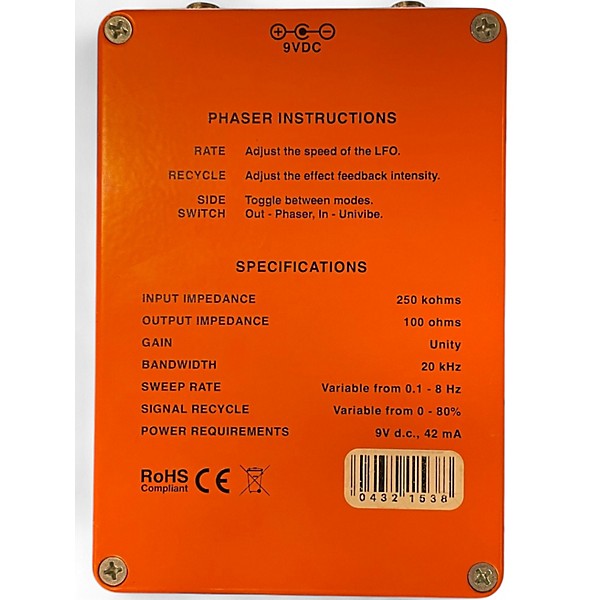 9VDC
PHASER INSTRUCTIONS
RATE Adjust the speed of the LFO.
RECYCLE Adjust the effect feedback intensity.
SIDE Toggle between modes.
SWITCH Out - Phaser, In - Univibe.
SPECIFICATIONS
INPUT IMPEDANCE 250 kohms
OUTPUT IMPEDANCE 100 ohms
GAIN Unity
BANDWIDTH 20 kHz
SWEEP RATE Variable from 0.1 - 8 Hz
SIGNAL RECYCLE Variable from 0 - 80%
POWER REQUIREMENTS 9V d.c., 42 mA
RoHS
Compliant CE
0432 1538